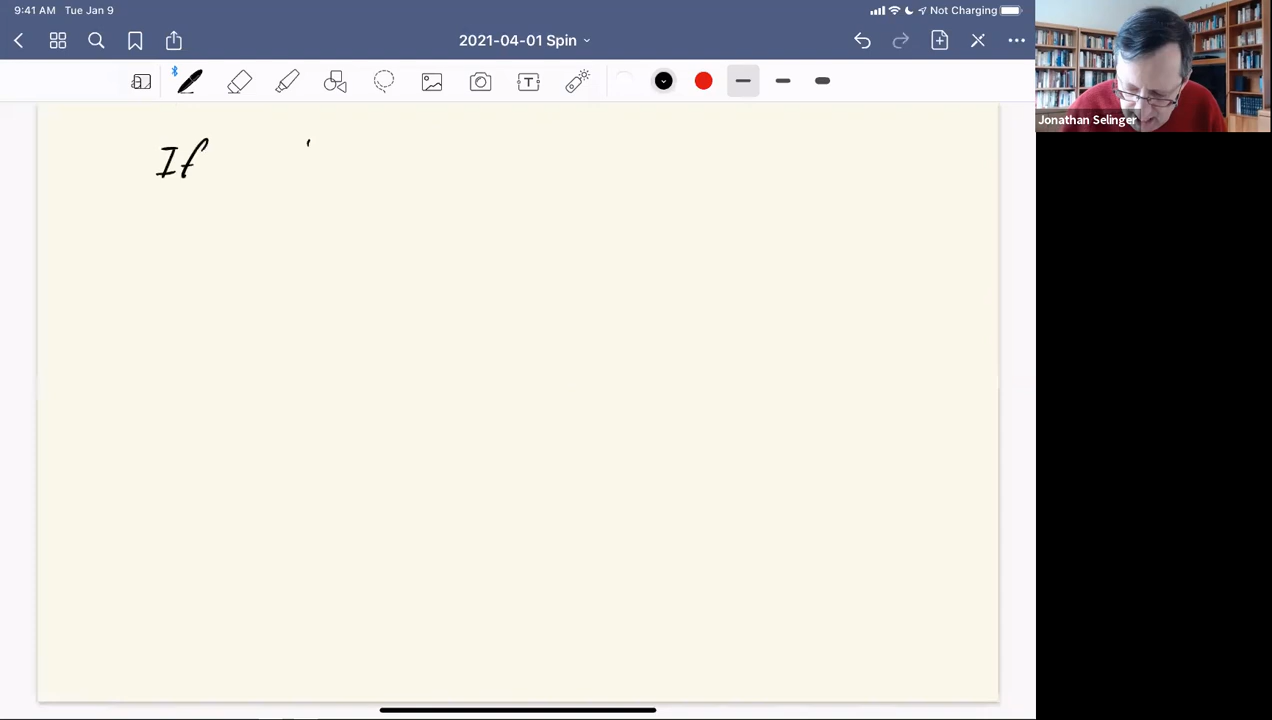 9:41 AM Tue Jan 9
Not Charging
2021-04-01 Spin
T
Jonathan Selinger
If